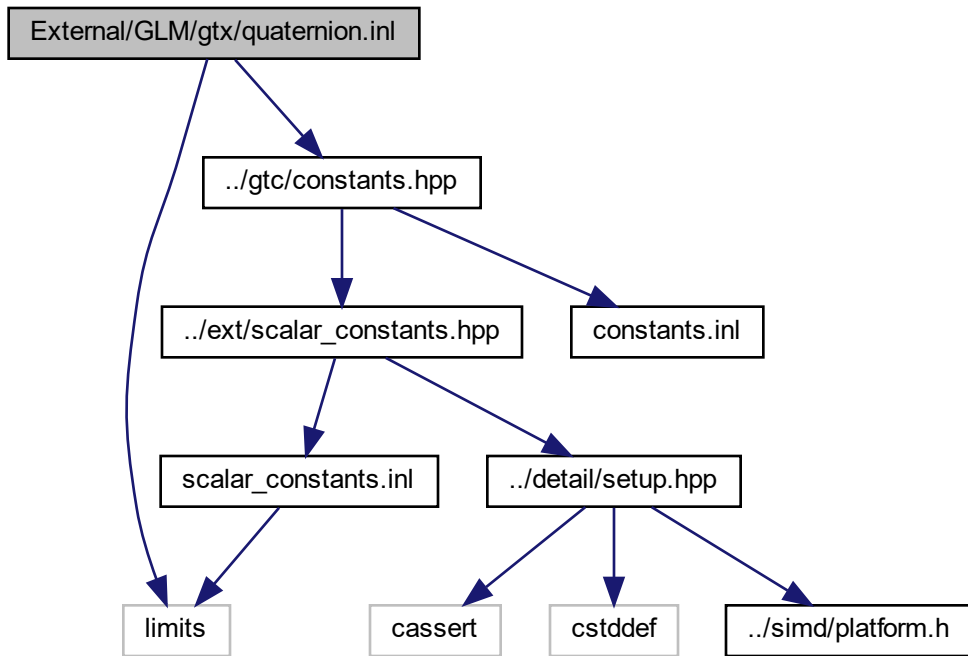 External/GLM/gtx/quaternion.inl
../gtc/constants.hpp
../ext/scalar_constants.hpp
constants.inl
scalar_constants.inl
../detail/setup.hpp
limits
cassert
cstddef
../simd/platform.h